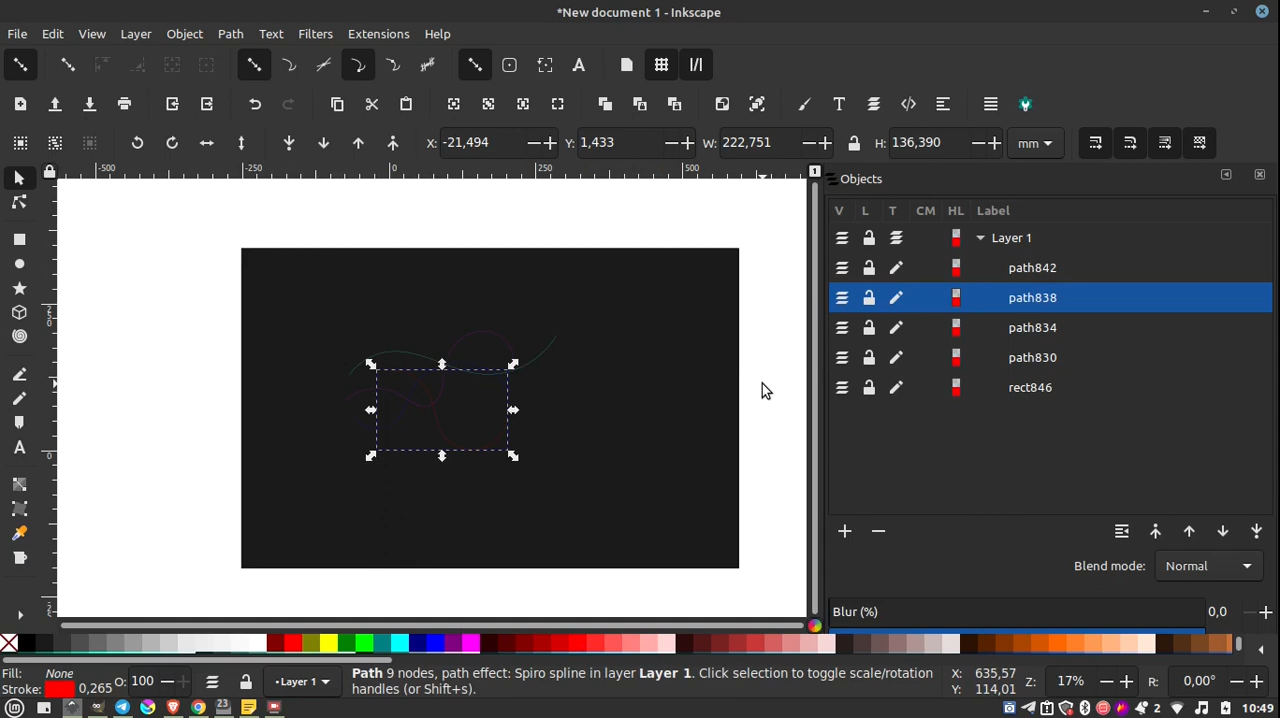 *New document 1 - Inkscape
File Edit View Layer Object Path Text Filters Extensions Help
X: -21,494 Y: 1,433 W: 222,751 H: 136,390 mm
-500 -250 0 250 500 1
Objects
V L T CM HL Label
Layer 1
path842
path838
path834
path830
rect846
Blend mode: Normal
Blur (%) 0,0
Fill: None
Stroke: 0,265 O: 100 •Layer 1
Path 9 nodes, path effect: Spiro spline in layer Layer 1. Click selection to toggle scale/rotation handles (or Shift+s).
X: 635,57
Y: 114,01
Z: 17% R: 0,00°
23 2 10:49